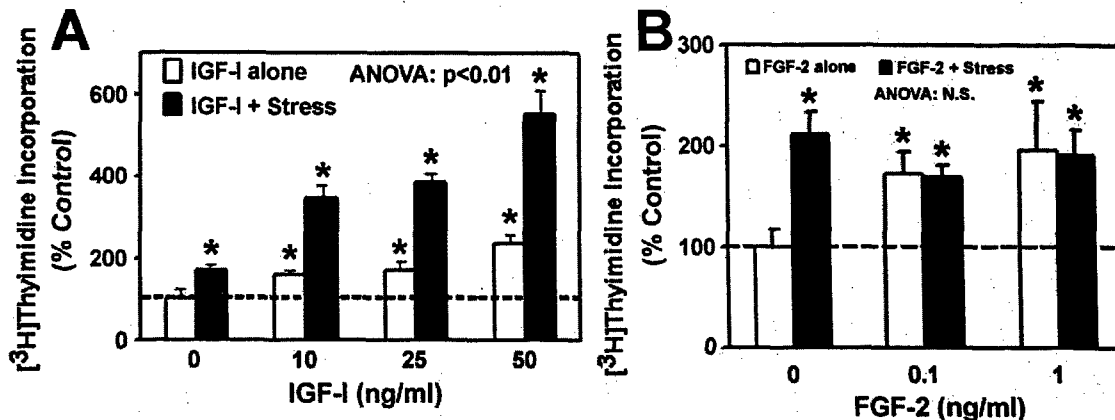 A
[³H]Thyimidine Incorporation
(% Control)
IGF-I alone
IGF-I + Stress
ANOVA: p<0.01
600
400
200
0
* * * * * * *
0 10 25 50
IGF-I (ng/ml)
B
[³H]Thyimidine Incorporation
(% Control)
FGF-2 alone FGF-2 + Stress
ANOVA: N.S.
300
200
100
0
* * * * *
0 0.1 1
FGF-2 (ng/ml)